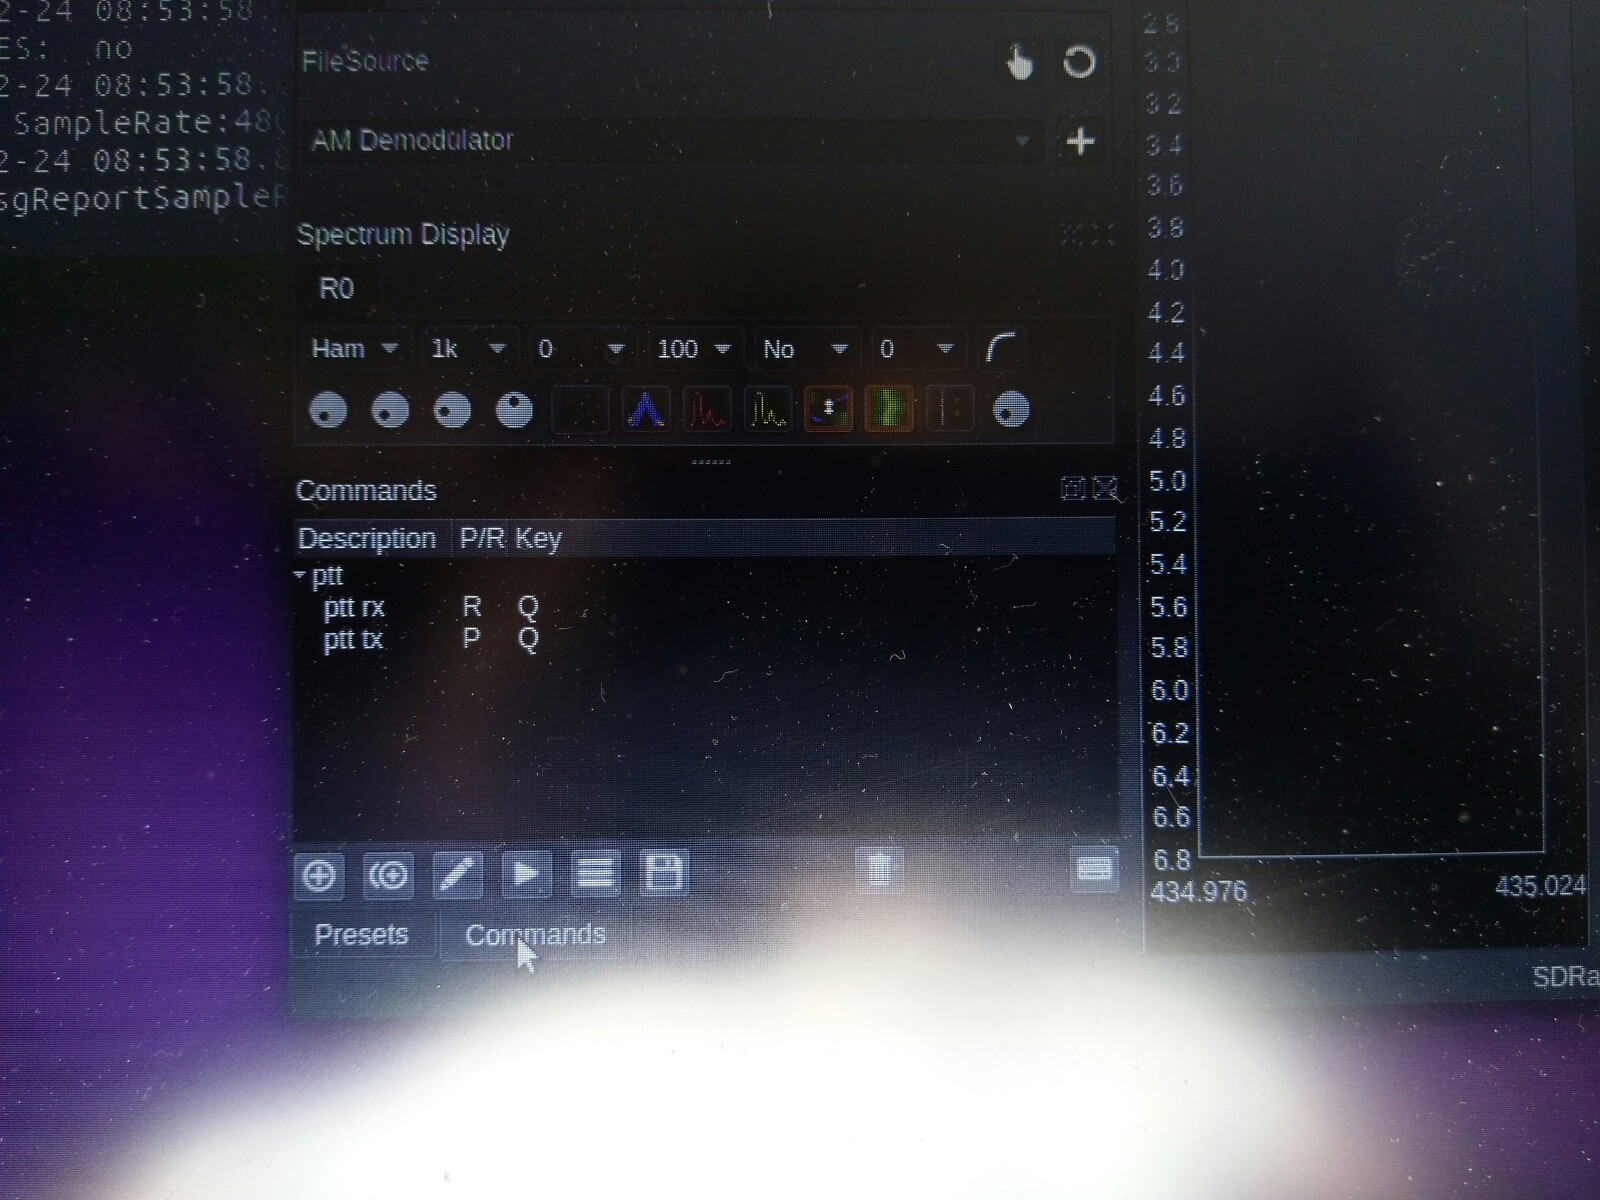 2-24 08:53:58.
ES: no
2-24 08:53:58.
SampleRate:48
2-24 08:53:58.
sgReportSampleR
FileSource
AM Demodulator
Spectrum Display
R0
Ham 1k 0 100 No 0
Commands
Description P/R Key
ptt
ptt rx R Q
ptt tx P Q
Presets Commands
2.8
3.0
3.2
3.4
3.6
3.8
4.0
4.2
4.4
4.6
4.8
5.0
5.2
5.4
5.6
5.8
6.0
6.2
6.4
6.6
6.8
434.976 435.024
SDRa